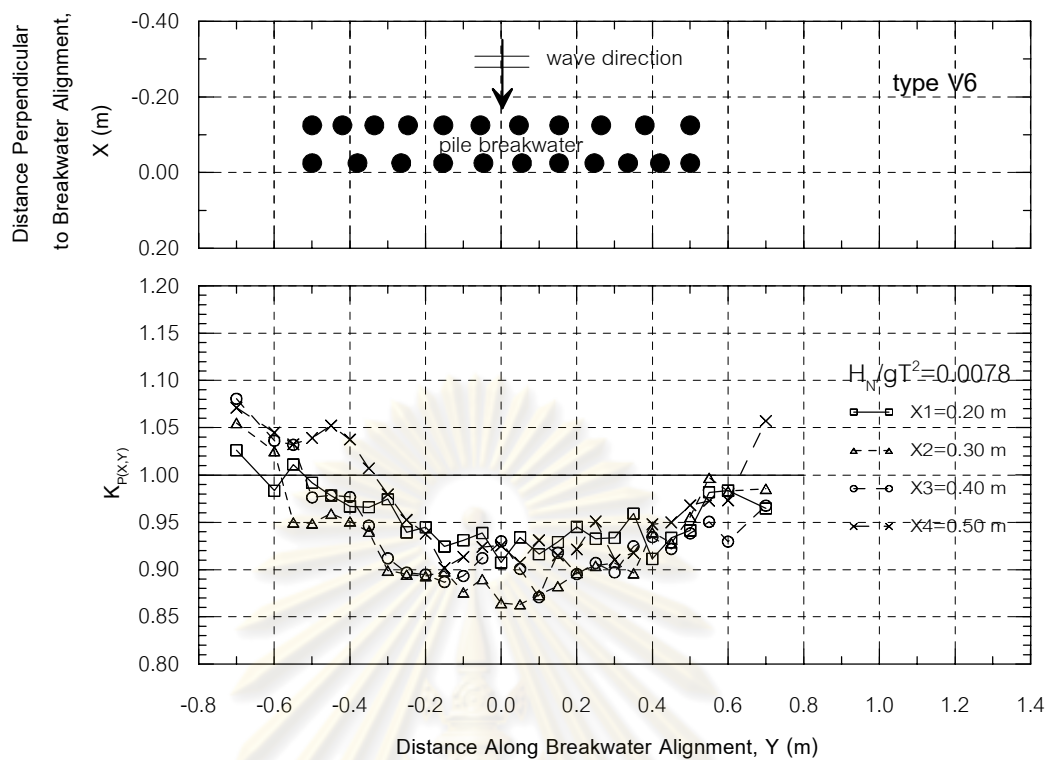 Distance Perpendicular
to Breakwater Alignment,
X (m)
-0.40
-0.20
0.00
0.20
wave direction
type V6
pile breakwater
1.20
1.15
1.10
1.05
1.00
0.95
0.90
0.85
0.80
K_P(X,Y)
H_N'/gT²=0.0078
X1=0.20 m
X2=0.30 m
X3=0.40 m
X4=0.50 m
-0.8 -0.6 -0.4 -0.2 0.0 0.2 0.4 0.6 0.8 1.0 1.2 1.4
Distance Along Breakwater Alignment, Y (m)